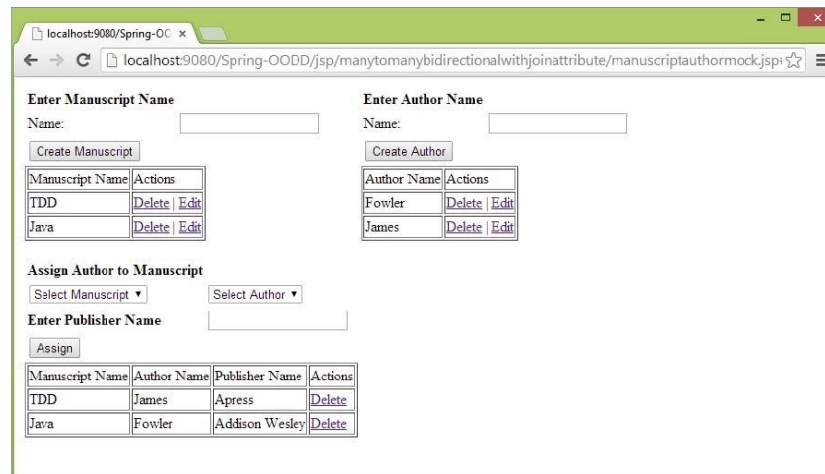 localhost:9080/Spring-OC
localhost:9080/Spring-OODD/jsp/manytomanybidirectionalwithjoinattribute/manuscriptauthormock.jsp
Enter Manuscript Name Enter Author Name
Name: Name:
Create Manuscript Create Author
Manuscript Name Actions Author Name Actions
TDD Delete | Edit Fowler Delete | Edit
Java Delete | Edit James Delete | Edit
Assign Author to Manuscript
Select Manuscript Select Author
Enter Publisher Name
Assign
Manuscript Name Author Name Publisher Name Actions
TDD James Apress Delete
Java Fowler Addison Wesley Delete